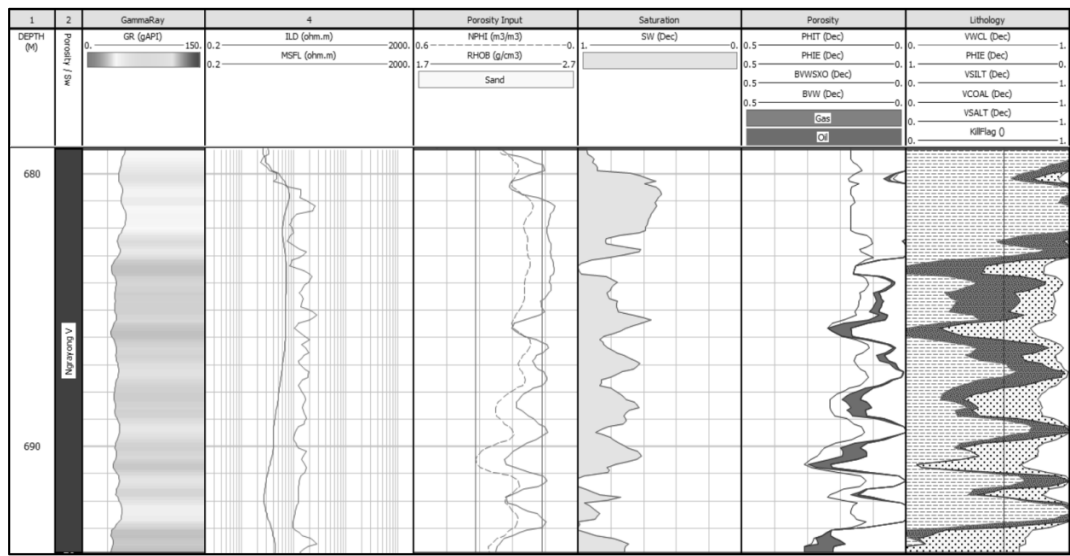 1 2 GammaRay 4 Porosity Input Saturation Porosity Lithology
DEPTH (M)
Porosity / Sw
GR (gAPI)
0. 150.
ILD (ohm.m)
0.2 2000.
MSFL (ohm.m)
0.2 2000.
NPHI (m3/m3)
0.6 0.
RHOB (g/cm3)
1.7 2.7
Sand
SW (Dec)
1. 0.
PHIT (Dec)
0.5 0.
PHIE (Dec)
0.5 0.
BVWSXO (Dec)
0.5 0.
BVW (Dec)
0.5 0.
Gas
Oil
VWCL (Dec)
0. 1.
PHIE (Dec)
1. 0.
VSILT (Dec)
0. 1.
VCOAL (Dec)
0. 1.
VSALT (Dec)
0. 1.
KillFlag ()
0. 1.
680
Ngrayong V
690